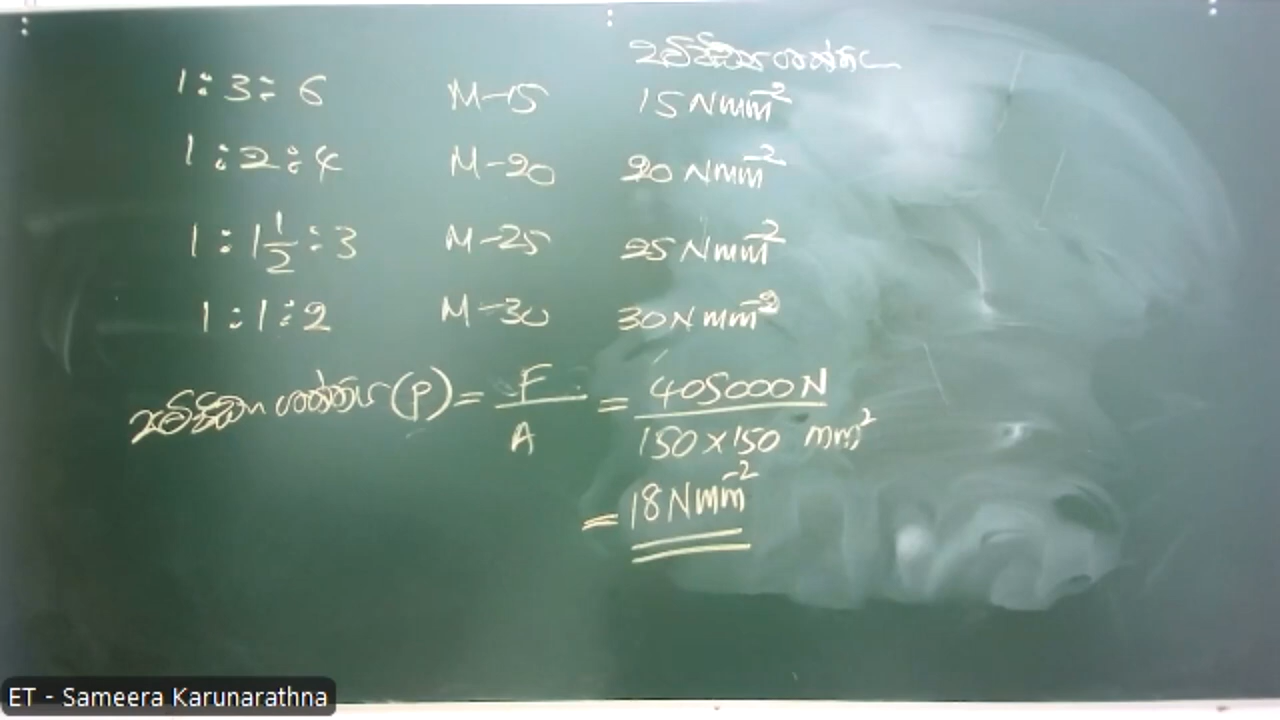 සම්පීඩන ශක්තිය
1 : 3 : 6 M-15 15 Nmm⁻²
1 : 2 : 4 M-20 20 Nmm⁻²
1 : 1½ : 3 M-25 25 Nmm⁻²
1 : 1 : 2 M-30 30 Nmm⁻²
සම්පීඩන ශක්තිය (P) = F/A = 405000N / 150 × 150 mm²
= 18 Nmm⁻²
ET - Sameera Karunarathna